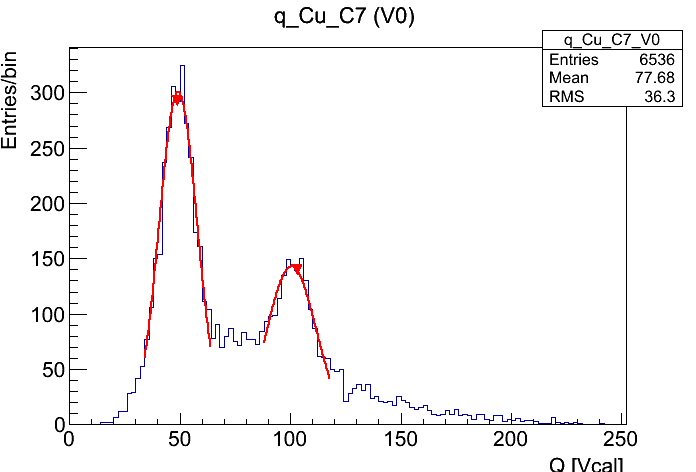 q_Cu_C7 (V0)
q_Cu_C7_V0
Entries 6536
Mean 77.68
RMS 36.3
Entries/bin
300
250
200
150
100
50
0
0 50 100 150 200 250
Q [Vcal]